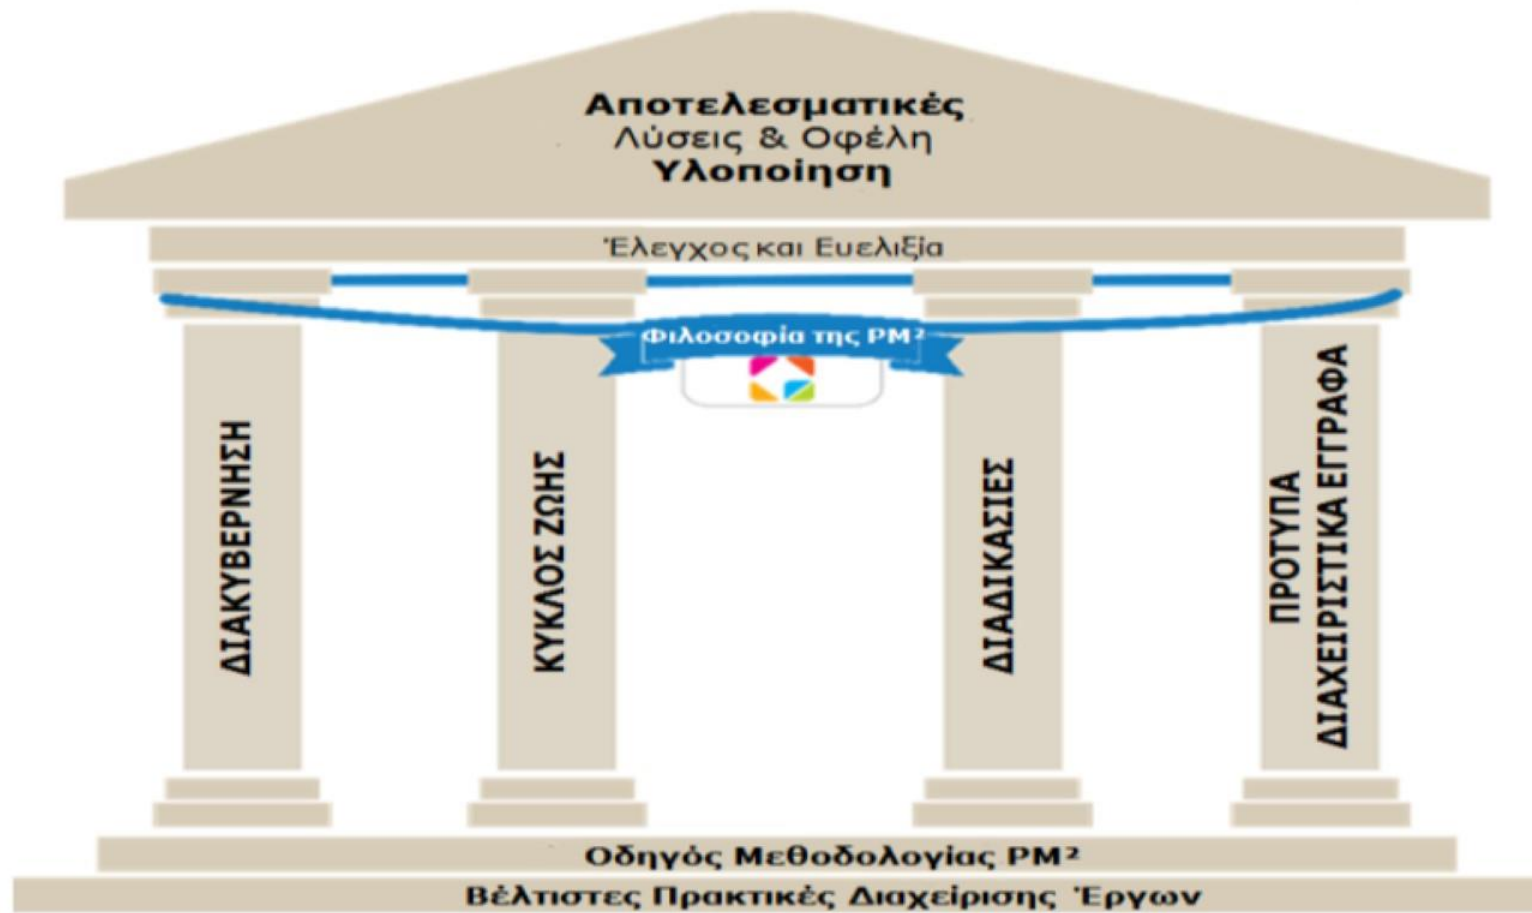 Αποτελεσματικές
Λύσεις & Οφέλη
Υλοποίηση
Έλεγχος και Ευελιξία
Φιλοσοφία της PM²
ΔΙΑΚΥΒΕΡΝΗΣΗ
ΚΥΚΛΟΣ ΖΩΗΣ
ΔΙΑΔΙΚΑΣΙΕΣ
ΠΡΟΤΥΠΑ
ΔΙΑΧΕΙΡΙΣΤΙΚΑ ΕΓΓΡΑΦΑ
Οδηγός Μεθοδολογίας PM²
Βέλτιστες Πρακτικές Διαχείρισης Έργων